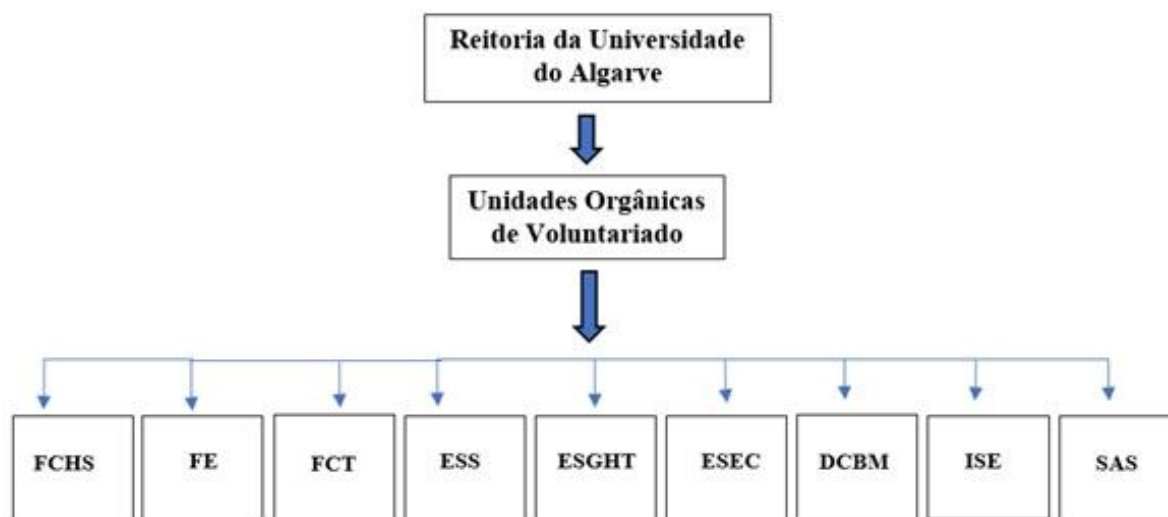 Reitoria da Universidade
do Algarve
Unidades Orgânicas
de Voluntariado
FCHS
FE
FCT
ESS
ESGHT
ESEC
DCBM
ISE
SAS